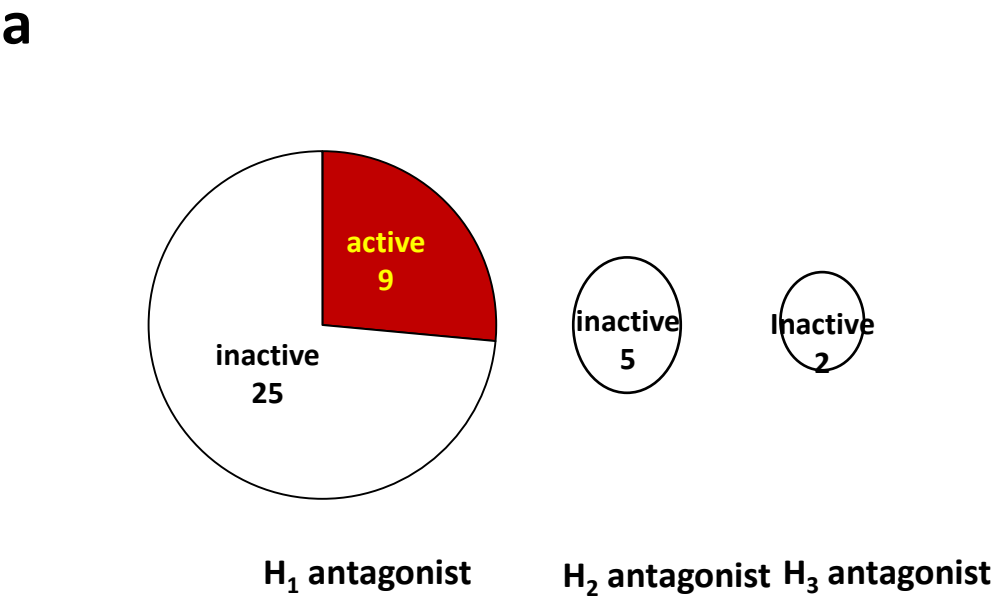 a
active
9
inactive
25
inactive
5
Inactive
2
H₁ antagonist
H₂ antagonist
H₃ antagonist